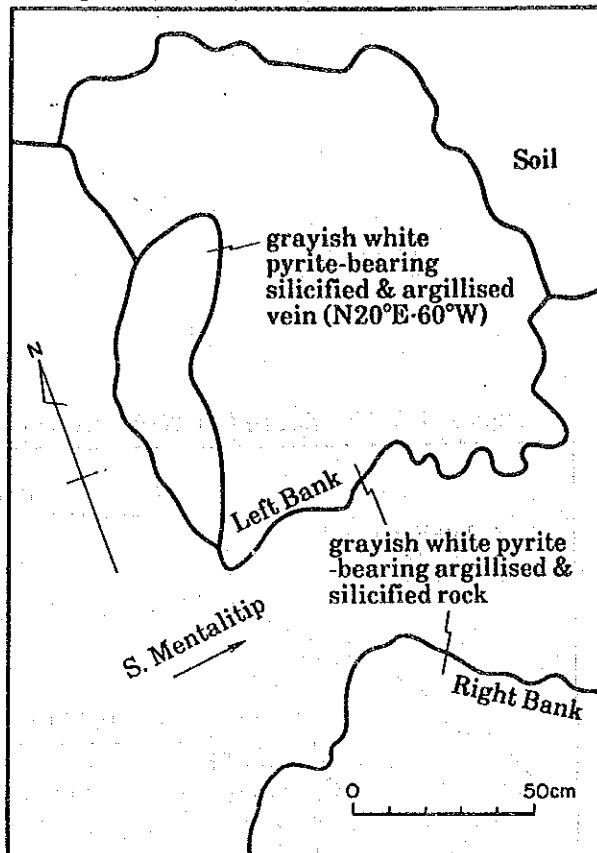 Soil
grayish white
pyrite-bearing
silicified & argillised
vein (N20°E·60°W)
N
Left Bank
grayish white pyrite
-bearing argillised &
silicified rock
S. Mentalitip
Right Bank
0 50cm